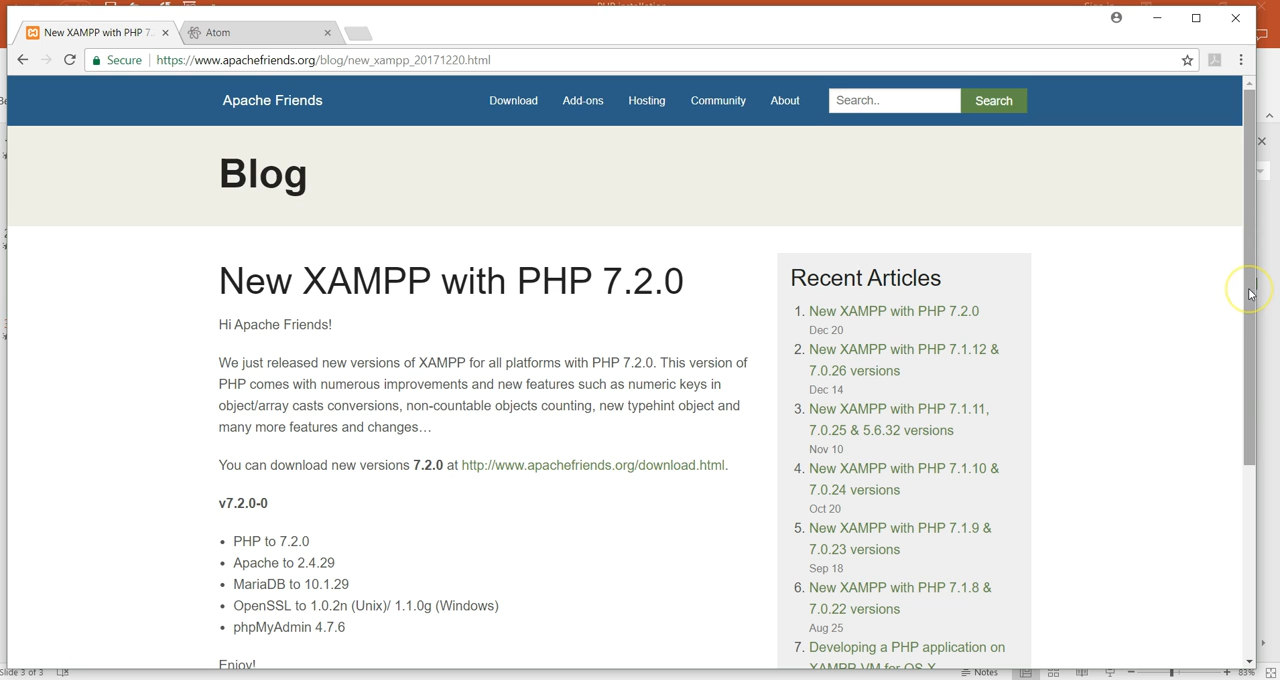 New XAMPP with PHP 7.
Atom
Secure
https://www.apachefriends.org/blog/new_xampp_20171220.html
Apache Friends
Download
Add-ons
Hosting
Community
About
Search..
Search
Blog
New XAMPP with PHP 7.2.0
Hi Apache Friends!
We just released new versions of XAMPP for all platforms with PHP 7.2.0. This version of
PHP comes with numerous improvements and new features such as numeric keys in
object/array casts conversions, non-countable objects counting, new typehint object and
many more features and changes…
You can download new versions 7.2.0 at http://www.apachefriends.org/download.html.
v7.2.0-0
• PHP to 7.2.0
• Apache to 2.4.29
• MariaDB to 10.1.29
• OpenSSL to 1.0.2n (Unix)/ 1.1.0g (Windows)
• phpMyAdmin 4.7.6
Enjoy!
Recent Articles
1. New XAMPP with PHP 7.2.0
Dec 20
2. New XAMPP with PHP 7.1.12 &
7.0.26 versions
Dec 14
3. New XAMPP with PHP 7.1.11,
7.0.25 & 5.6.32 versions
Nov 10
4. New XAMPP with PHP 7.1.10 &
7.0.24 versions
Oct 20
5. New XAMPP with PHP 7.1.9 &
7.0.23 versions
Sep 18
6. New XAMPP with PHP 7.1.8 &
7.0.22 versions
Aug 25
7. Developing a PHP application on
XAMPP VM for OS X
Slide 3 of 3
Notes
83%